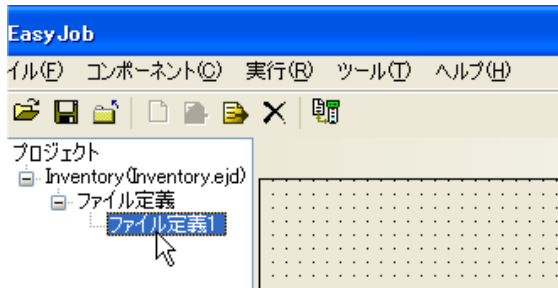 EasyJob
イル(F) コンポーネント(C) 実行(R) ツール(T) ヘルプ(H)
プロジェクト
Inventory(Inventory.ejd)
ファイル定義
ファイル定義1